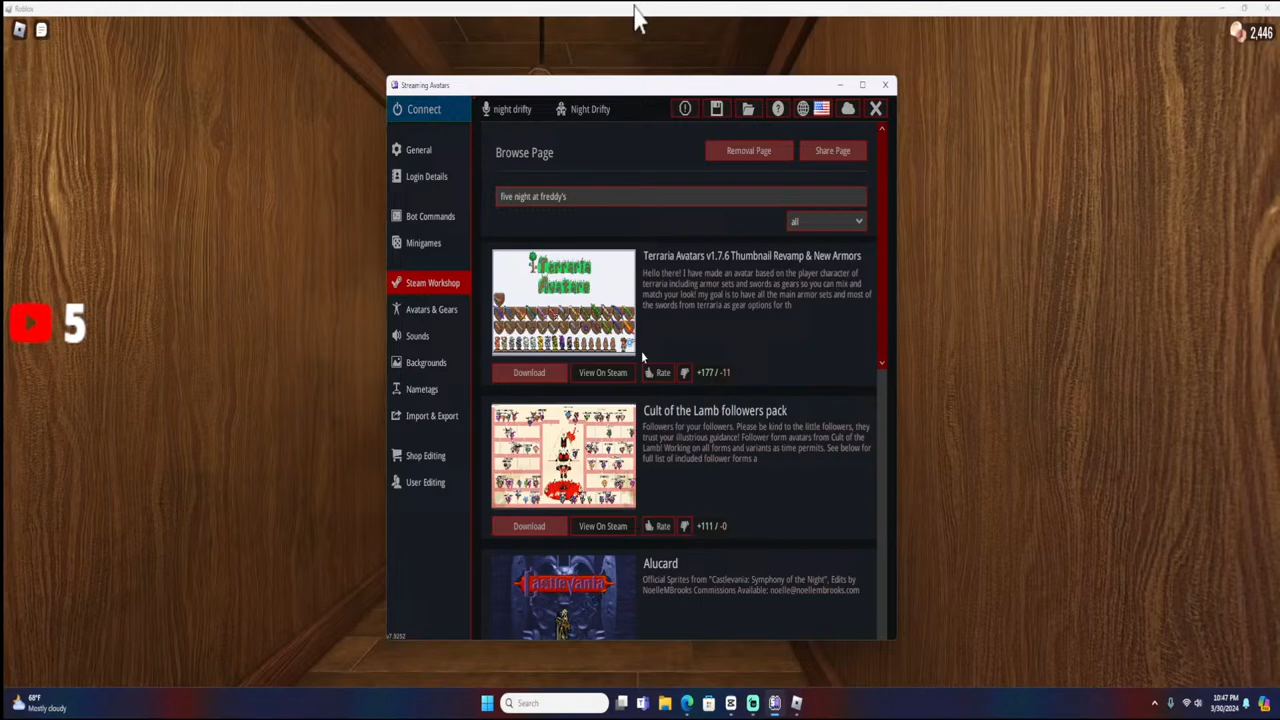 Roblox
2,446
Streaming Avatars
Connect
night drifty
Night Drifty
General
Login Details
Bot Commands
Minigames
Steam Workshop
Avatars & Gears
Sounds
Backgrounds
Nametags
Import & Export
Shop Editing
User Editing
v7.9252
Browse Page
Removal Page
Share Page
five night at freddy's
all
Terraria Avatars
Terraria Avatars v1.7.6 Thumbnail Revamp & New Armors
Hello there! I have made an avatar based on the player character of
terraria including armor sets and swords as gears so you can mix and
match your look! my goal is to have all the main armor sets and most of
the swords from terraria as gear options for th
Download
View On Steam
Rate
+177 / -11
Cult of the Lamb followers pack
Followers for your followers. Please be kind to the little followers, they
trust your illustrious guidance! Follower form avatars from Cult of the
Lamb! Working on all forms and variants as time permits. See below for
full list of included follower forms a
Download
View On Steam
Rate
+111 / -0
Castlevania
Alucard
Official Sprites from "Castlevania: Symphony of the Night", Edits by
NoelleMBrooks Commissions Available: noelle@noellembrooks.com
5
68°F
Mostly cloudy
Search
10:47 PM
3/30/2024